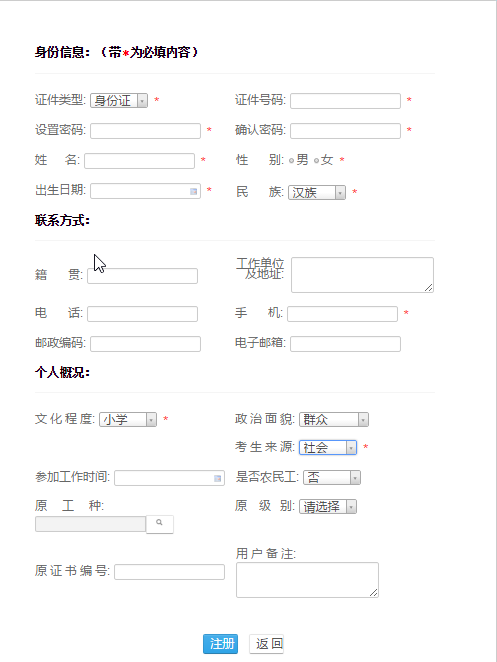 身份信息：（带*为必填内容）
证件类型: 身份证 * 证件号码: *
设置密码: * 确认密码: *
姓 名: * 性 别: 男 女 *
出生日期: * 民 族: 汉族 *
联系方式：
籍 贯: 工作单位及地址:
电 话: 手 机: *
邮政编码: 电子邮箱:
个人概况：
文化程度: 小学 * 政治面貌: 群众
考生来源: 社会 *
参加工作时间: 是否农民工: 否
原 工 种: 原 级 别: 请选择
原证书编号: 用户备注:
注册 返回